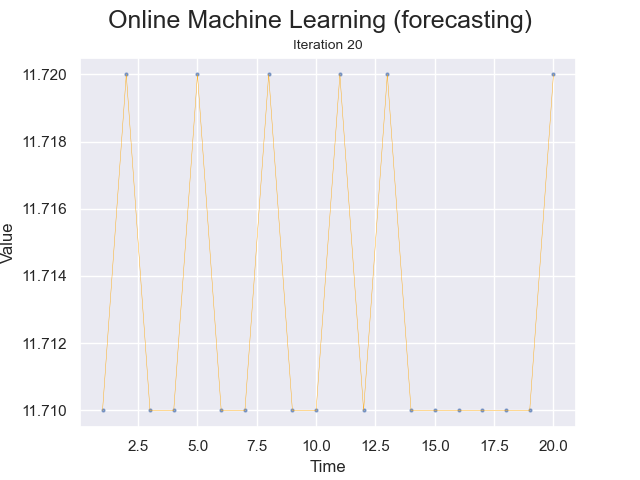 Online Machine Learning (forecasting)
Iteration 20
11.720
11.718
11.716
11.714
11.712
11.710
Value
2.5 5.0 7.5 10.0 12.5 15.0 17.5 20.0
Time